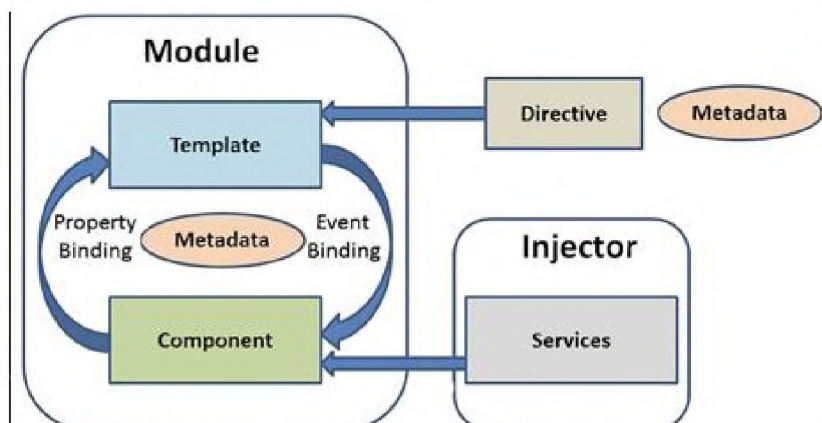 Module
Template
Directive
Metadata
Property
Binding
Metadata
Event
Binding
Injector
Component
Services